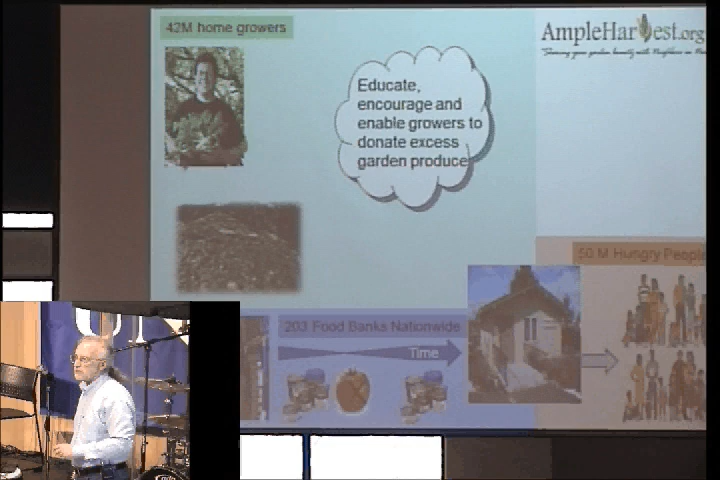 42M home growers
AmpleHarvest.org
Educate,
encourage and
enable growers to
donate excess
garden produce
50 M Hungry People
203 Food Banks Nationwide
Time